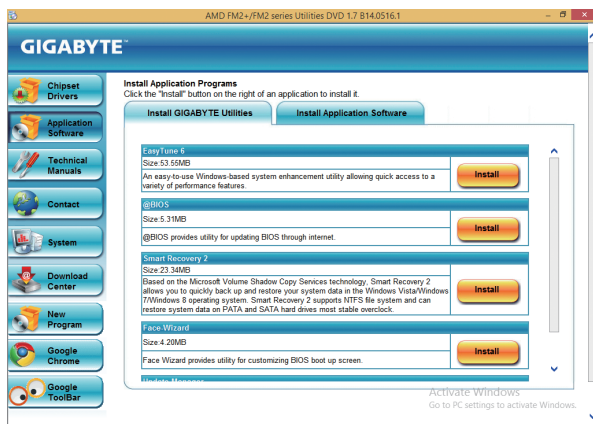 AMD FM2+/FM2 series Utilities DVD 1.7 B14.0516.1
GIGABYTE™
Chipset
Drivers
Application
Software
Technical
Manuals
Contact
System
Download
Center
New
Program
Google
Chrome
Google
ToolBar
Install Application Programs
Click the "Install" button on the right of an application to install it.
Install GIGABYTE Utilities
Install Application Software
EasyTune 6
Size:53.55MB
An easy-to-use Windows-based system enhancement utility allowing quick access to a
variety of performance features.
Install
@BIOS
Size:5.31MB
@BIOS provides utility for updating BIOS through internet.
Install
Smart Recovery 2
Size:23.34MB
Based on the Microsoft Volume Shadow Copy Services technology, Smart Recovery 2
allows you to quickly back up and restore your system data in the Windows Vista/Windows
7/Windows 8 operating system. Smart Recovery 2 supports NTFS file system and can
restore system data on PATA and SATA hard drives most stable overclock.
Install
Face-Wizard
Size:4.20MB
Face Wizard provides utility for customizing BIOS boot up screen.
Install
Update Manager
Activate Windows
Go to PC settings to activate Windows.